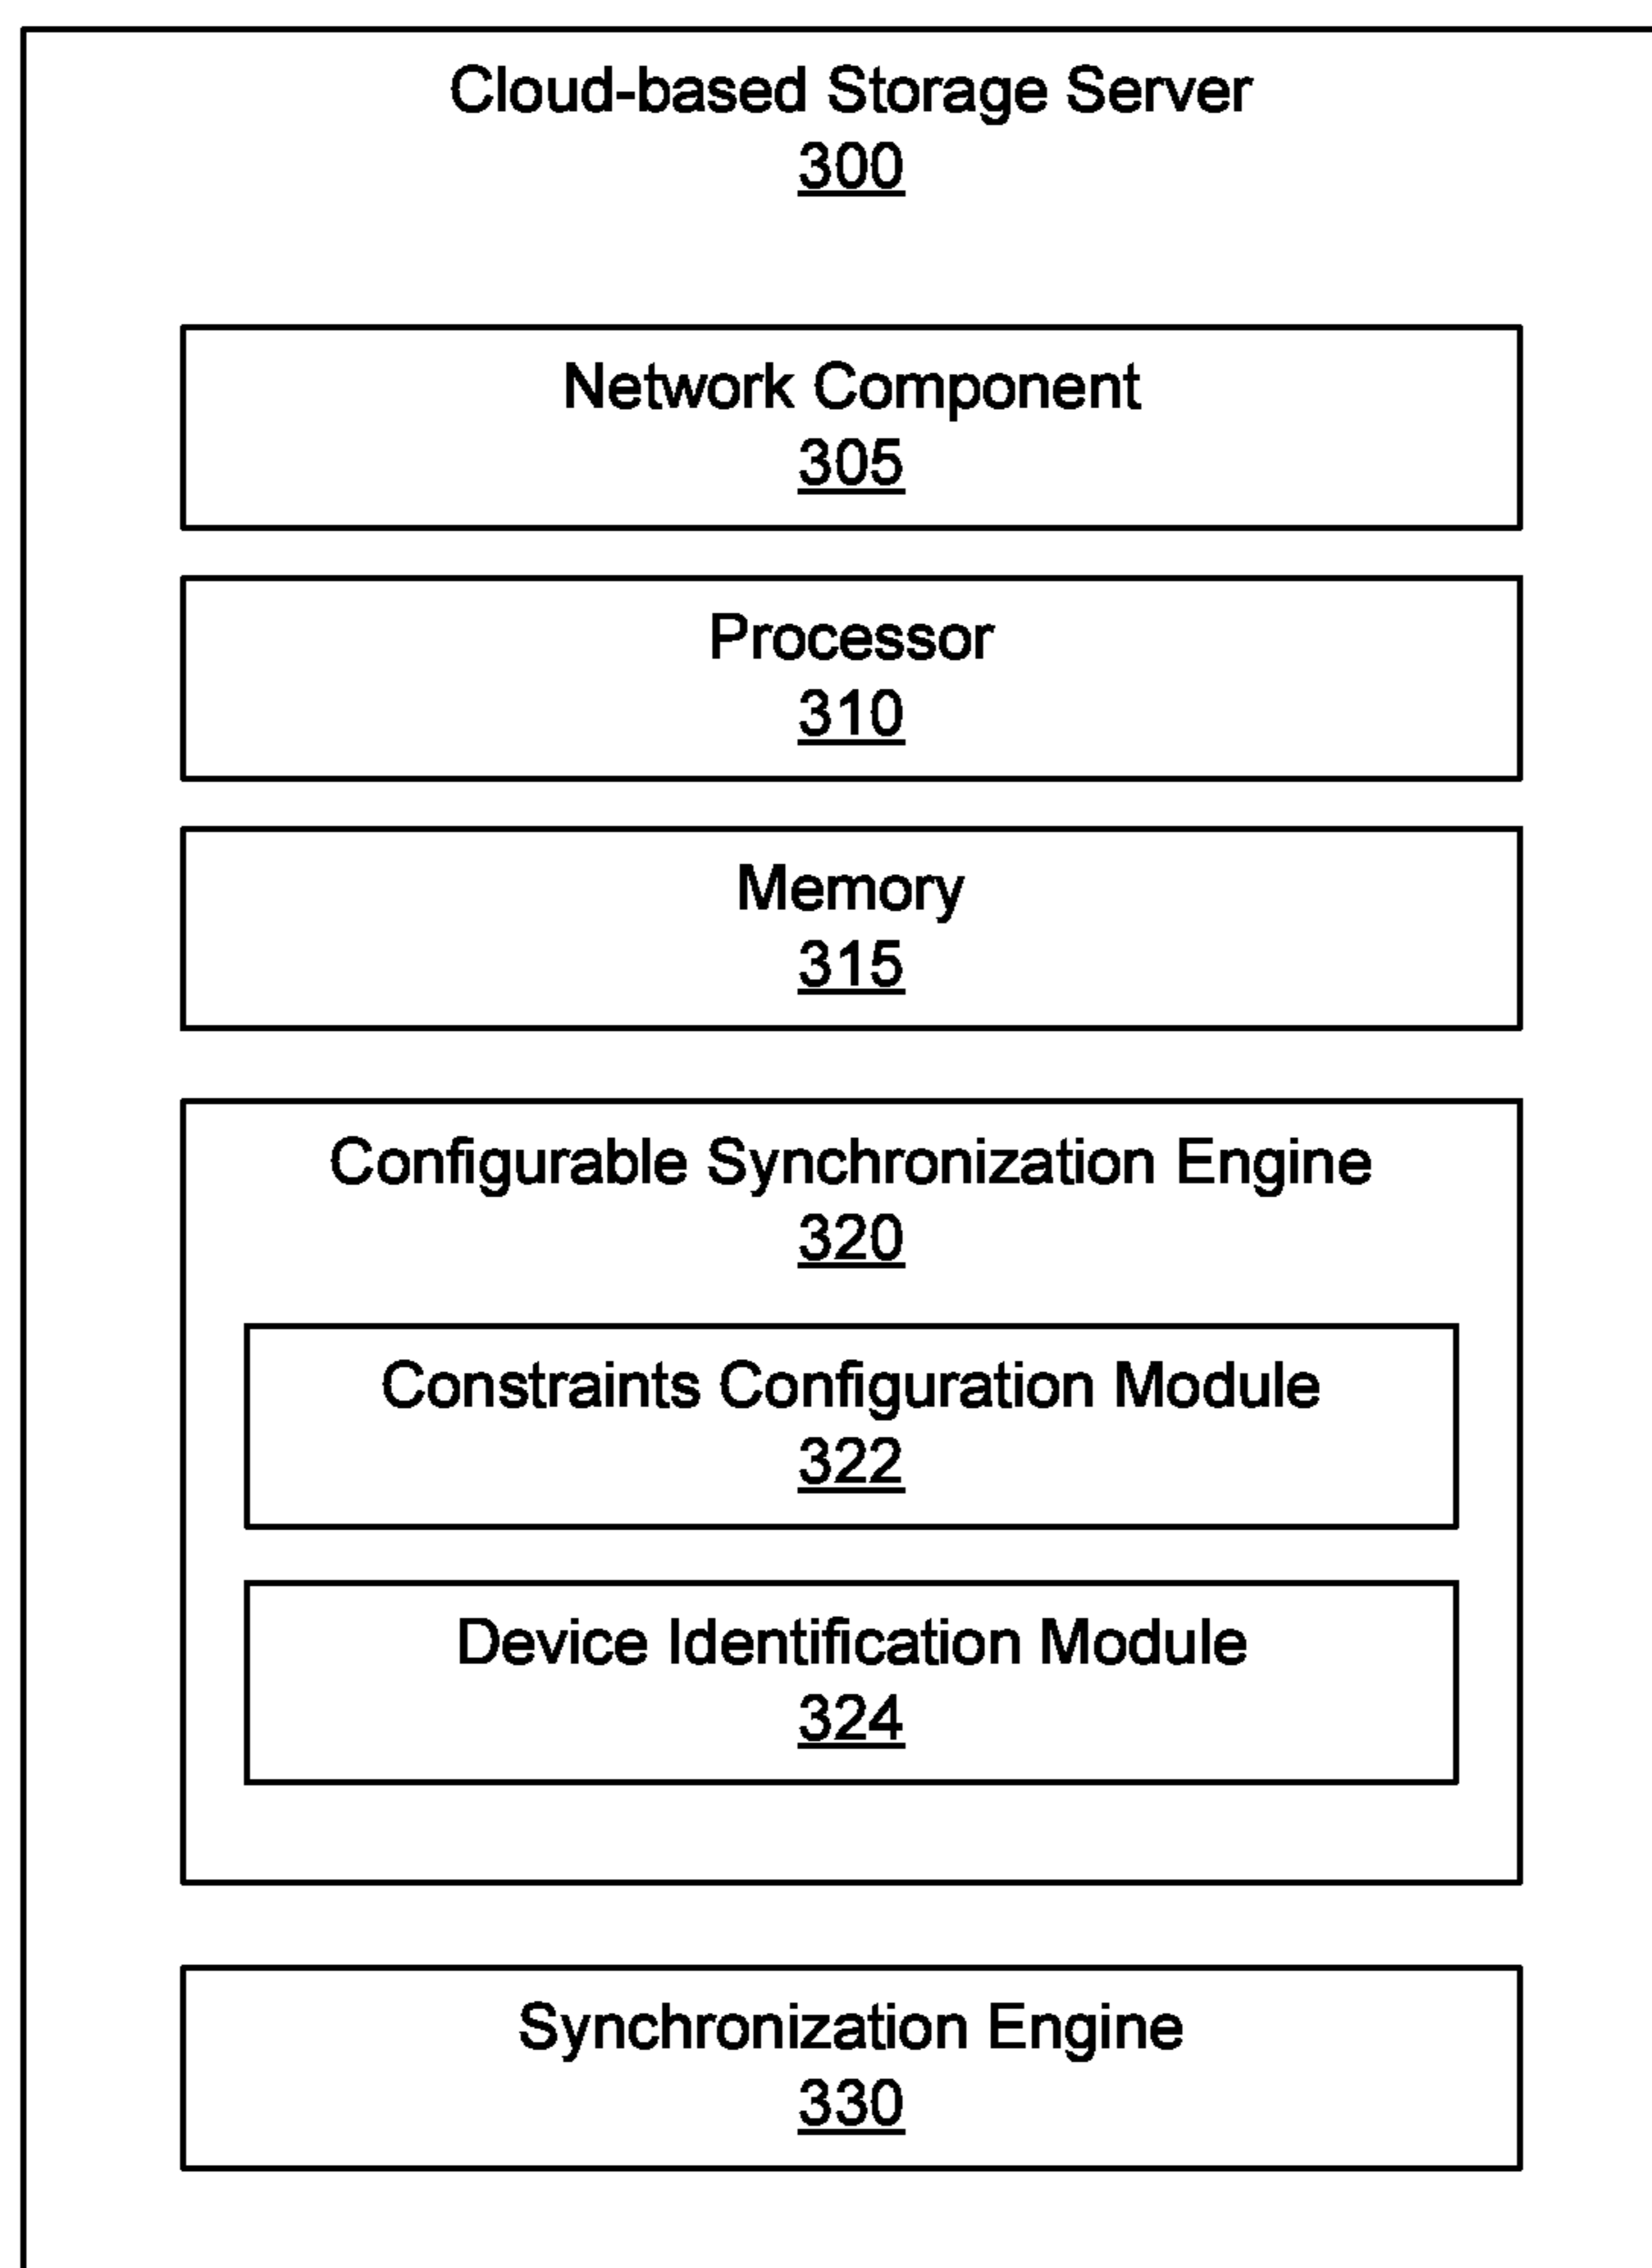 Cloud-based Storage Server
300
Network Component
305
Processor
310
Memory
315
Configurable Synchronization Engine
320
Constraints Configuration Module
322
Device Identification Module
324
Synchronization Engine
330